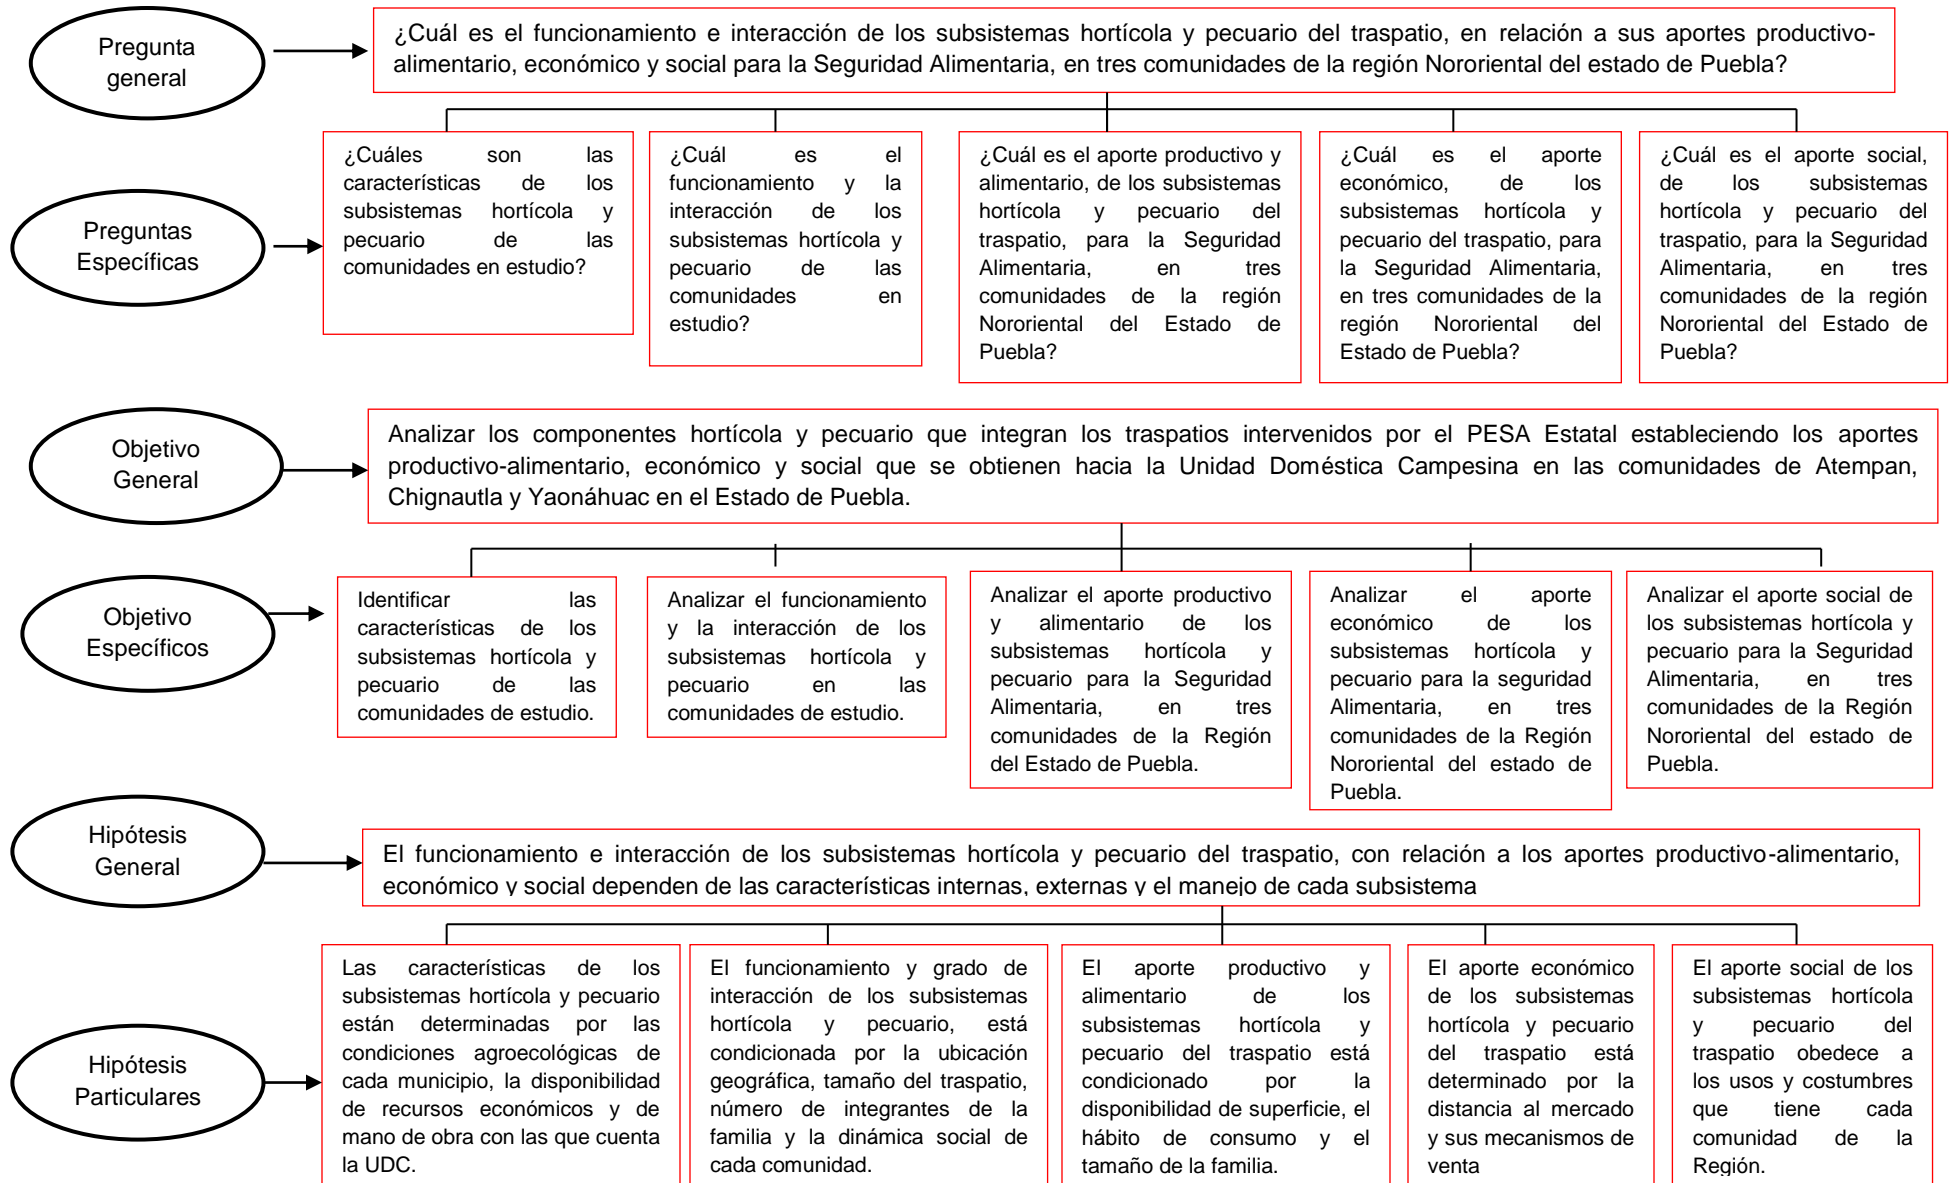 Pregunta
general
¿Cuál es el funcionamiento e interacción de los subsistemas hortícola y pecuario del traspatio, en relación a sus aportes productivo-
alimentario, económico y social para la Seguridad Alimentaria, en tres comunidades de la región Nororiental del estado de Puebla?
Preguntas
Específicas
¿Cuáles son las
características de los
subsistemas hortícola y
pecuario de las
comunidades en estudio?
¿Cuál es el
funcionamiento y la
interacción de los
subsistemas hortícola y
pecuario de las
comunidades en
estudio?
¿Cuál es el aporte productivo y
alimentario, de los subsistemas
hortícola y pecuario del
traspatio, para la Seguridad
Alimentaria, en tres
comunidades de la región
Nororiental del Estado de
Puebla?
¿Cuál es el aporte
económico, de los
subsistemas hortícola y
pecuario del traspatio, para
la Seguridad Alimentaria,
en tres comunidades de la
región Nororiental del
Estado de Puebla?
¿Cuál es el aporte social,
de los subsistemas
hortícola y pecuario del
traspatio, para la Seguridad
Alimentaria, en tres
comunidades de la región
Nororiental del Estado de
Puebla?
Objetivo
General
Analizar los componentes hortícola y pecuario que integran los traspatios intervenidos por el PESA Estatal estableciendo los aportes
productivo-alimentario, económico y social que se obtienen hacia la Unidad Doméstica Campesina en las comunidades de Atempan,
Chignautla y Yaonáhuac en el Estado de Puebla.
Objetivo
Específicos
Identificar las
características de los
subsistemas hortícola y
pecuario de las
comunidades de estudio.
Analizar el funcionamiento
y la interacción de los
subsistemas hortícola y
pecuario en las
comunidades de estudio.
Analizar el aporte productivo
y alimentario de los
subsistemas hortícola y
pecuario para la Seguridad
Alimentaria, en tres
comunidades de la Región
del Estado de Puebla.
Analizar el aporte
económico de los
subsistemas hortícola y
pecuario para la seguridad
Alimentaria, en tres
comunidades de la Región
Nororiental del estado de
Puebla.
Analizar el aporte social de
los subsistemas hortícola y
pecuario para la Seguridad
Alimentaria, en tres
comunidades de la Región
Nororiental del estado de
Puebla.
Hipótesis
General
El funcionamiento e interacción de los subsistemas hortícola y pecuario del traspatio, con relación a los aportes productivo-alimentario,
económico y social dependen de las características internas, externas y el manejo de cada subsistema
Hipótesis
Particulares
Las características de los
subsistemas hortícola y pecuario
están determinadas por las
condiciones agroecológicas de
cada municipio, la disponibilidad
de recursos económicos y de
mano de obra con las que cuenta
la UDC.
El funcionamiento y grado de
interacción de los subsistemas
hortícola y pecuario, está
condicionada por la ubicación
geográfica, tamaño del traspatio,
número de integrantes de la
familia y la dinámica social de
cada comunidad.
El aporte productivo y
alimentario de los
subsistemas hortícola y
pecuario del traspatio está
condicionado por la
disponibilidad de superficie, el
hábito de consumo y el
tamaño de la familia.
El aporte económico
de los subsistemas
hortícola y pecuario
del traspatio está
determinado por la
distancia al mercado
y sus mecanismos de
venta
El aporte social de los
subsistemas hortícola
y pecuario del
traspatio obedece a
los usos y costumbres
que tiene cada
comunidad de la
Región.